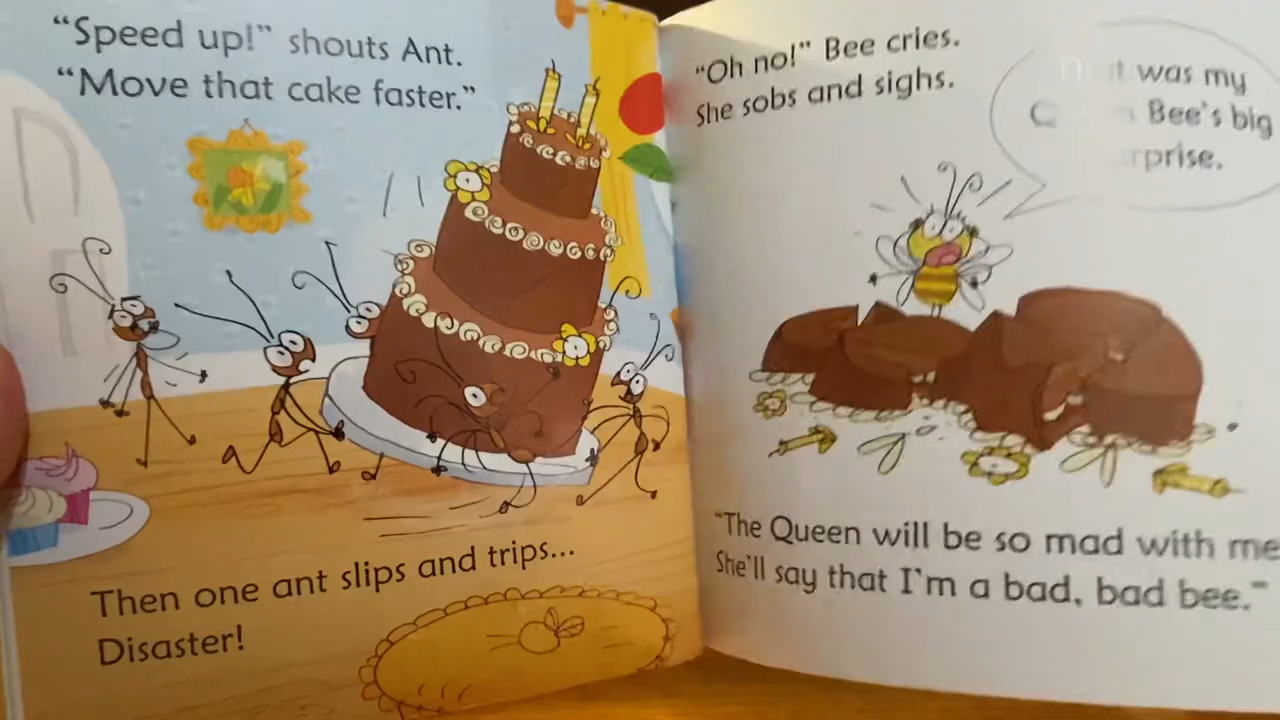 "Speed up!" shouts Ant.
"Move that cake faster."
Then one ant slips and trips...
Disaster!
"Oh no!" Bee cries.
She sobs and sighs.
was my
Bee's big
"The Queen will be so mad with me
She'll say that I'm a bad, bad bee."